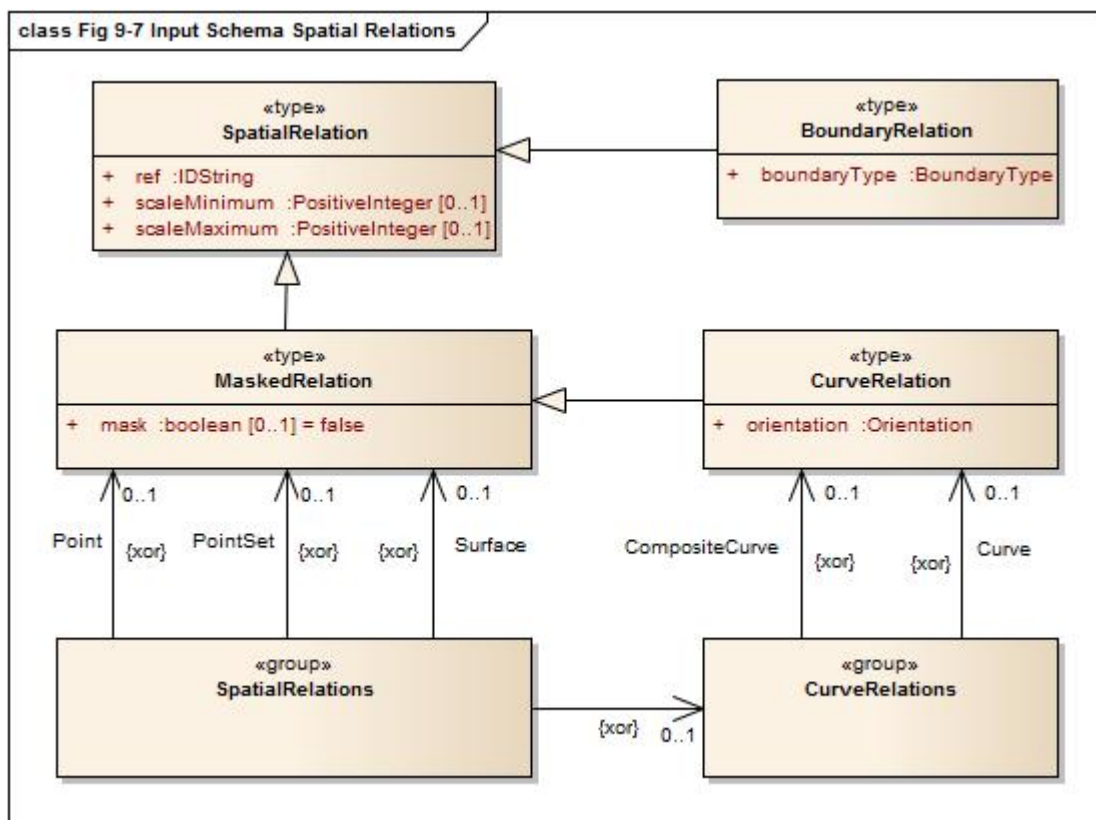 class Fig 9-7 Input Schema Spatial Relations
«type»
SpatialRelation
+ ref :IDString
+ scaleMinimum :PositiveInteger [0..1]
+ scaleMaximum :PositiveInteger [0..1]
«type»
BoundaryRelation
+ boundaryType :BoundaryType
«type»
MaskedRelation
+ mask :boolean [0..1] = false
«type»
CurveRelation
+ orientation :Orientation
0..1
0..1
0..1
0..1
0..1
Point
{xor}
PointSet
{xor}
{xor}
Surface
CompositeCurve
{xor}
{xor}
Curve
«group»
SpatialRelations
{xor}
0..1
«group»
CurveRelations